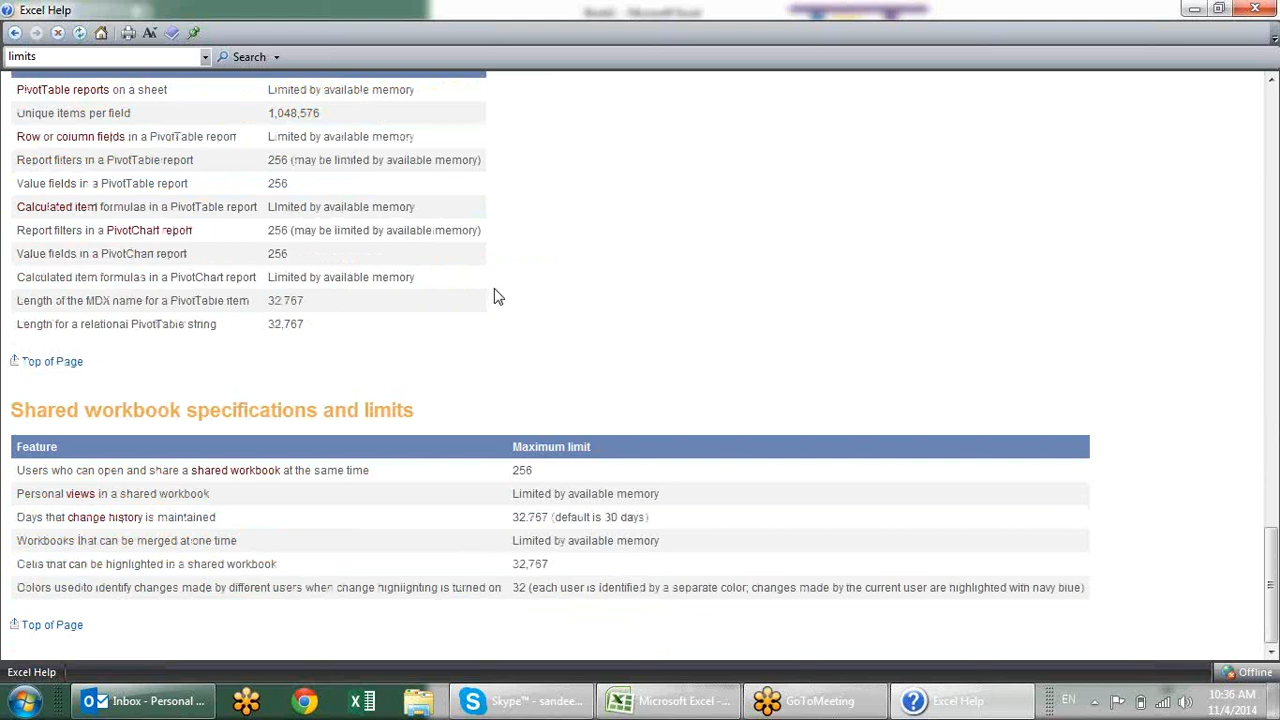 Excel Help
Microsoft Excel
limits
Search
PivotTable reports on a sheet Limited by available memory
Unique items per field 1,048,576
Row or column fields in a PivotTable report Limited by available memory
Report filters in a PivotTable report 256 (may be limited by available memory)
Value fields in a PivotTable report 256
Calculated item formulas in a PivotTable report Limited by available memory
Report filters in a PivotChart report 256 (may be limited by available memory)
Value fields in a PivotChart report 256
Calculated item formulas in a PivotChart report Limited by available memory
Length of the MDX name for a PivotTable item 32,767
Length for a relational PivotTable string 32,767
Top of Page
Shared workbook specifications and limits
Feature Maximum limit
Users who can open and share a shared workbook at the same time 256
Personal views in a shared workbook Limited by available memory
Days that change history is maintained 32,767 (default is 30 days)
Workbooks that can be merged at one time Limited by available memory
Cells that can be highlighted in a shared workbook 32,767
Colors used to identify changes made by different users when change highlighting is turned on 32 (each user is identified by a separate color; changes made by the current user are highlighted with navy blue)
Top of Page
Excel Help Offline
Inbox - Personal ... Skype™ - sandee... Microsoft Excel -... GoToMeeting Excel Help EN 10:36 AM
11/4/2014